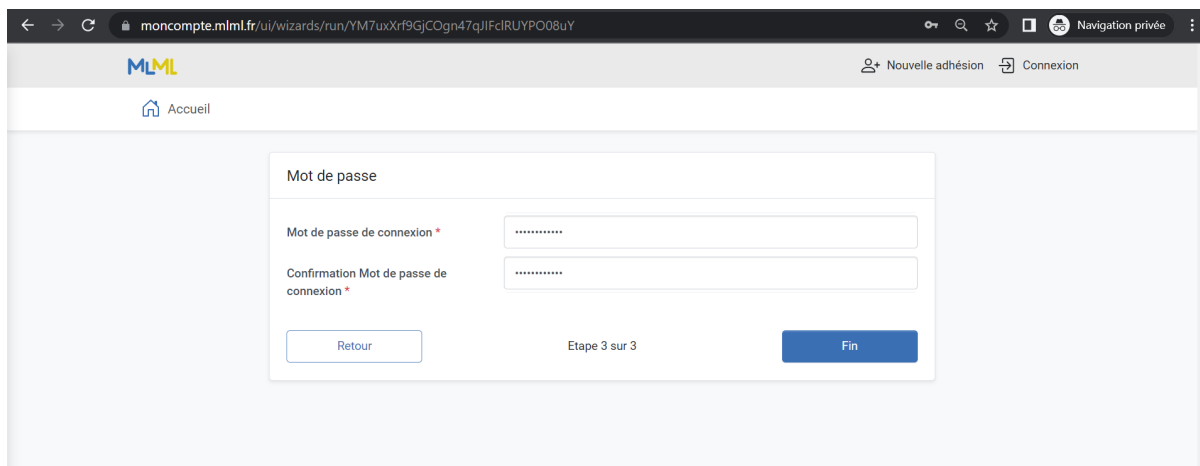 moncompte.mlml.fr/ui/wizards/run/YM7uxXrf9GjCOgn47qJIFclRUYPO08uY
Navigation privée
MLML
Nouvelle adhésion
Connexion
Accueil
Mot de passe
Mot de passe de connexion *
••••••••••••
Confirmation Mot de passe de
connexion *
••••••••••••
Retour
Etape 3 sur 3
Fin